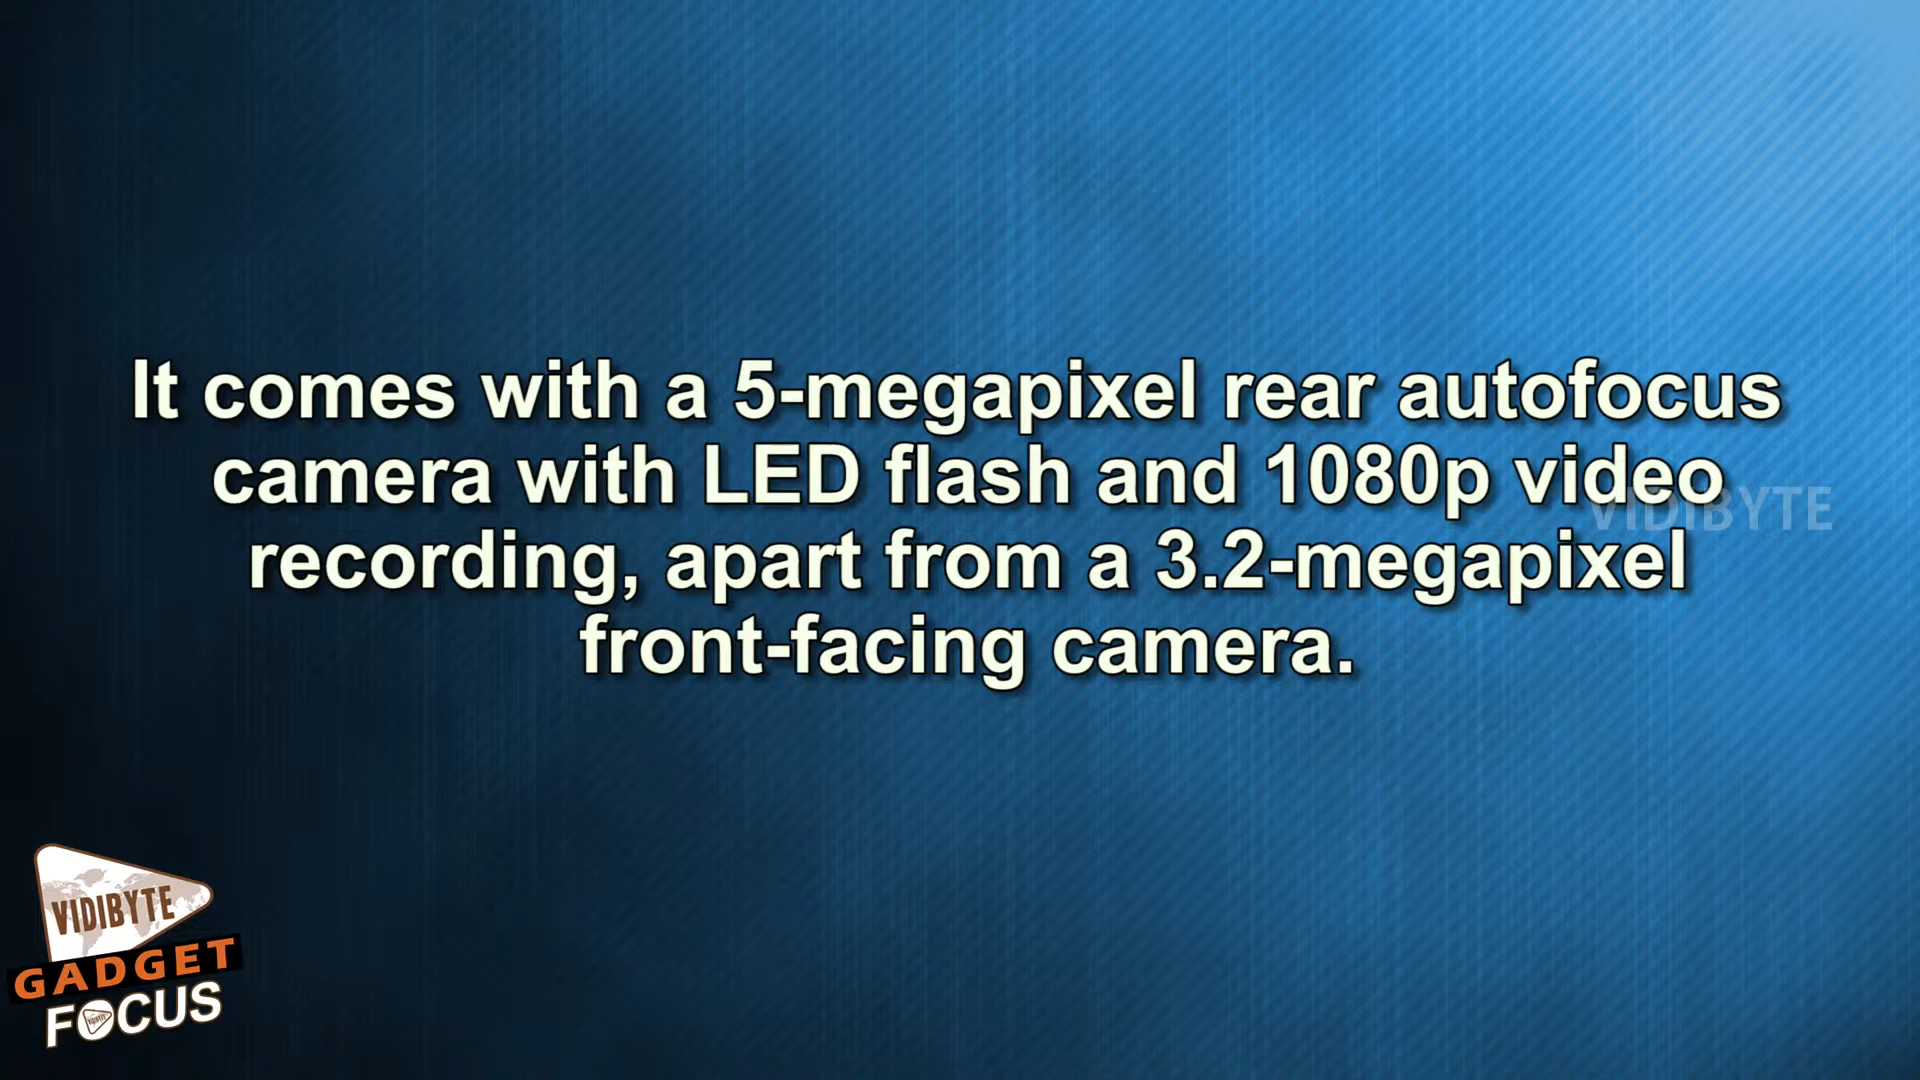 It comes with a 5-megapixel rear autofocus
camera with LED flash and 1080p video
VIDIBYTE
recording, apart from a 3.2-megapixel
front-facing camera.
VIDIBYTE
GADGET
FOCUS